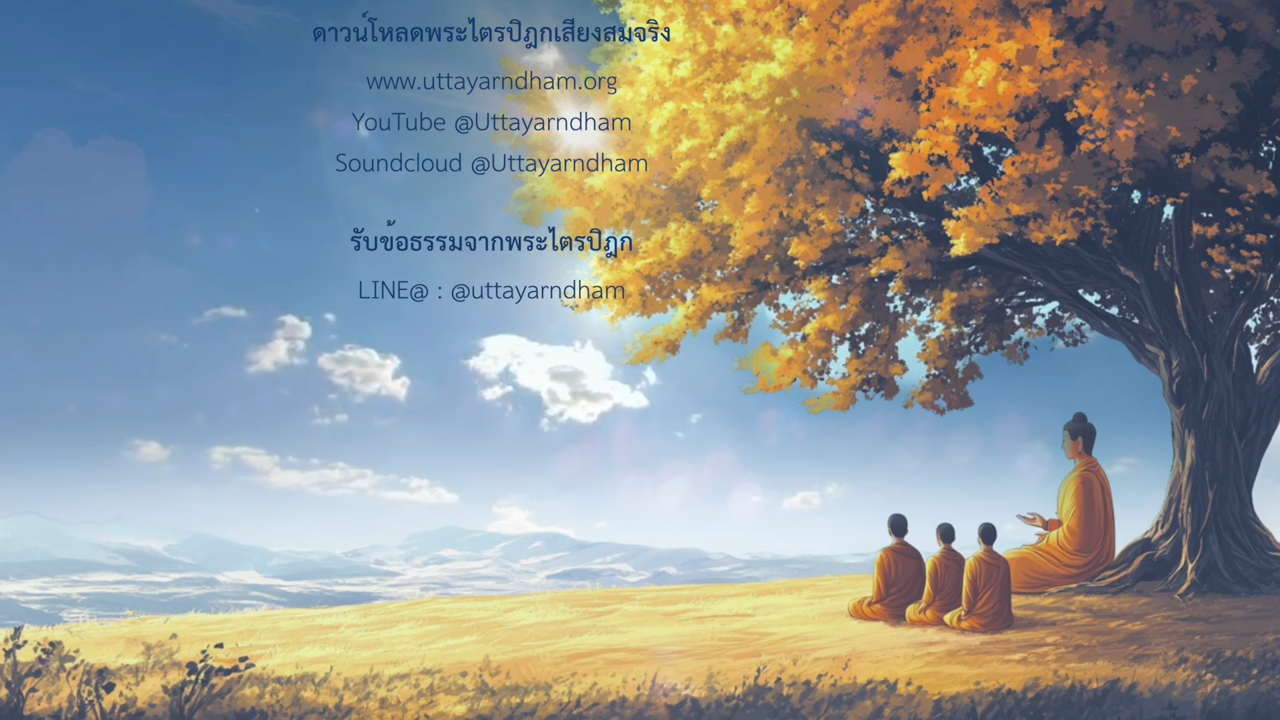 ดาวน์โหลดพระไตรปิฎกเสียงสมจริง
www.uttayarndham.org
YouTube @Uttayarndham
Soundcloud @Uttayarndham
รับข้อธรรมจากพระไตรปิฎก
LINE@ : @uttayarndham